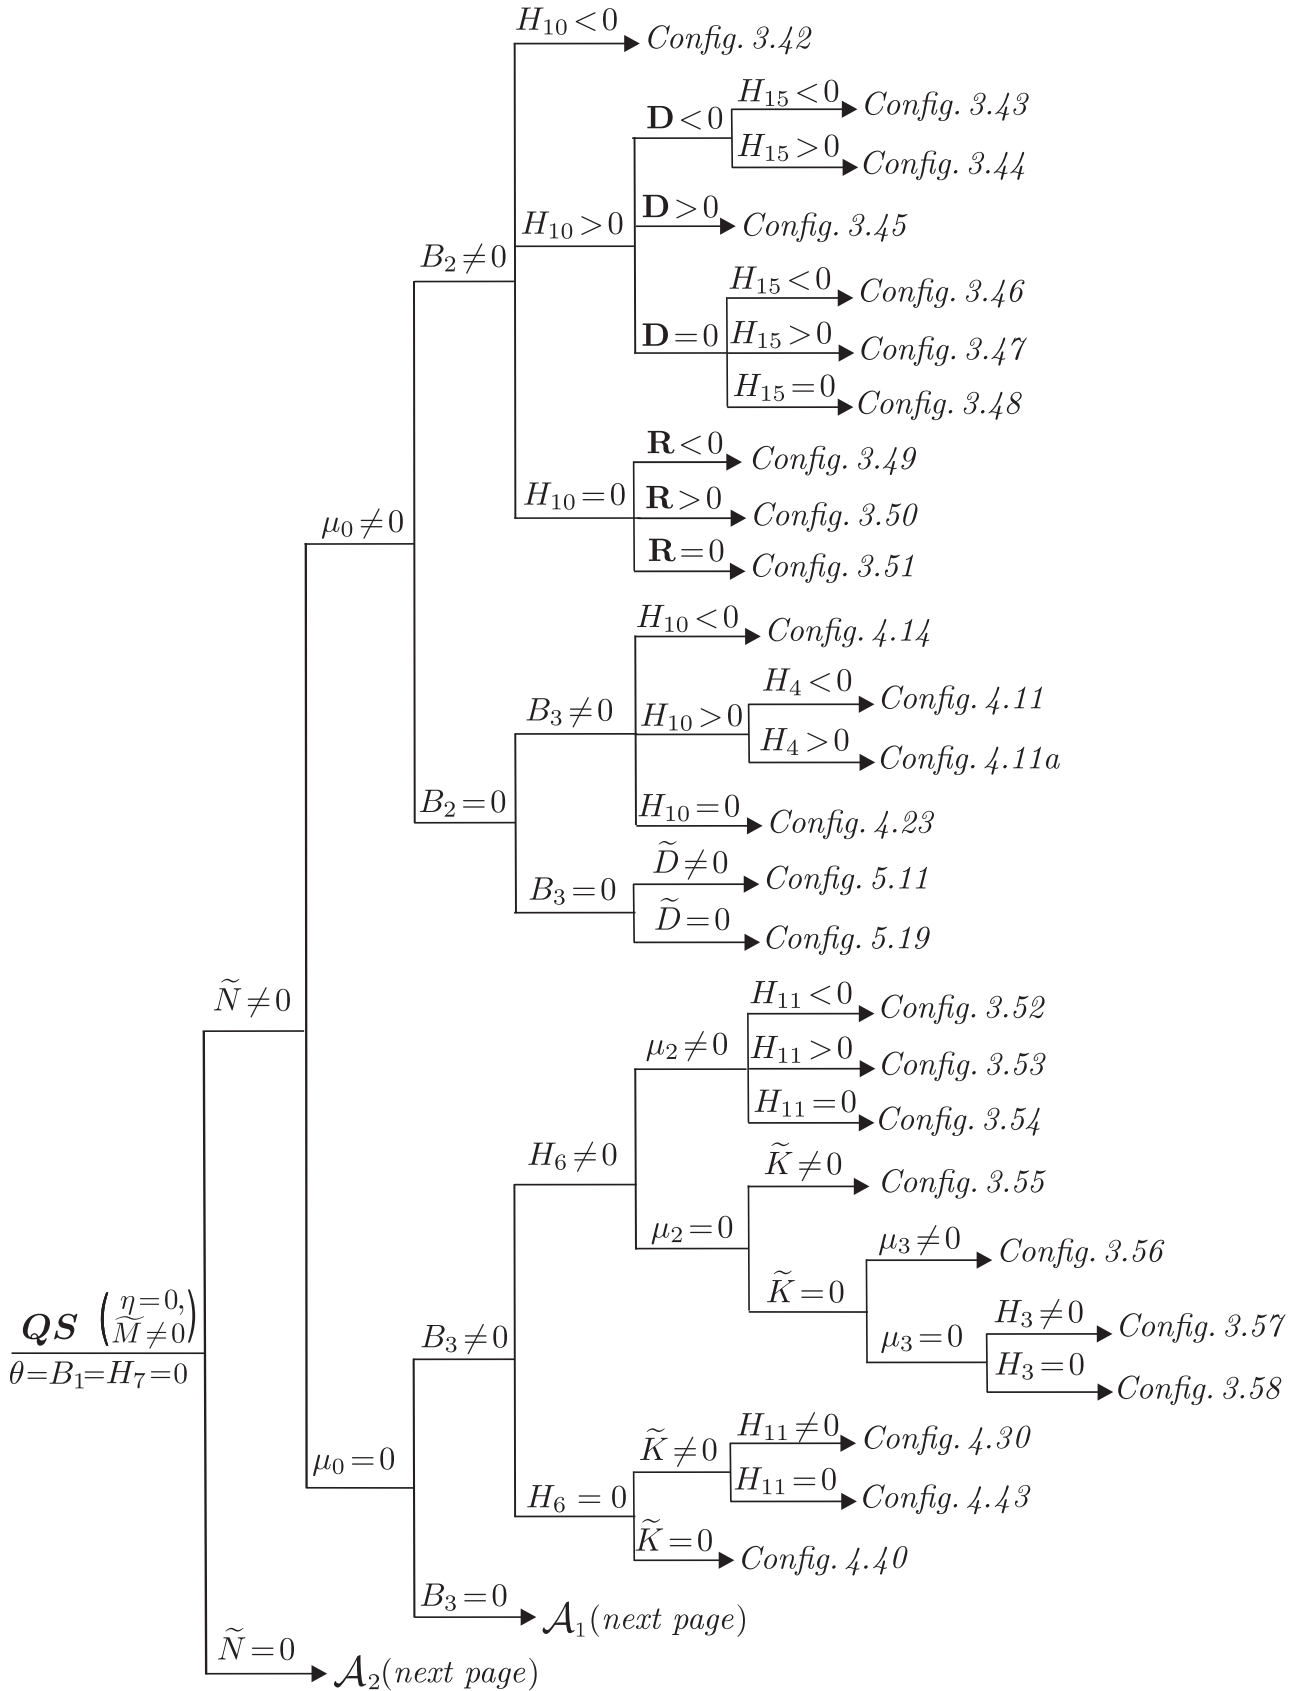 H₁₀ < 0 Config. 3.42
H₁₅ < 0 Config. 3.43
D < 0
H₁₅ > 0 Config. 3.44
D > 0 Config. 3.45
H₁₀ > 0
B₂ ≠ 0
H₁₅ < 0 Config. 3.46
D = 0 H₁₅ > 0 Config. 3.47
H₁₅ = 0 Config. 3.48
R < 0 Config. 3.49
H₁₀ = 0 R > 0 Config. 3.50
μ₀ ≠ 0
R = 0 Config. 3.51
H₁₀ < 0 Config. 4.14
H₄ < 0 Config. 4.11
B₃ ≠ 0 H₁₀ > 0
H₄ > 0 Config. 4.11a
B₂ = 0 H₁₀ = 0 Config. 4.23
D̃ ≠ 0 Config. 5.11
B₃ = 0
D̃ = 0 Config. 5.19
Ñ ≠ 0
H₁₁ < 0 Config. 3.52
μ₂ ≠ 0 H₁₁ > 0 Config. 3.53
H₁₁ = 0 Config. 3.54
H₆ ≠ 0
K̃ ≠ 0 Config. 3.55
μ₂ = 0
μ₃ ≠ 0 Config. 3.56
K̃ = 0
QS (η = 0, M̃ ≠ 0)
θ = B₁ = H₇ = 0
B₃ ≠ 0
H₃ ≠ 0 Config. 3.57
μ₃ = 0
H₃ = 0 Config. 3.58
H₁₁ ≠ 0 Config. 4.30
K̃ ≠ 0
μ₀ = 0
H₁₁ = 0 Config. 4.43
H₆ = 0
K̃ = 0 Config. 4.40
B₃ = 0 𝒜₁ (next page)
Ñ = 0 𝒜₂ (next page)